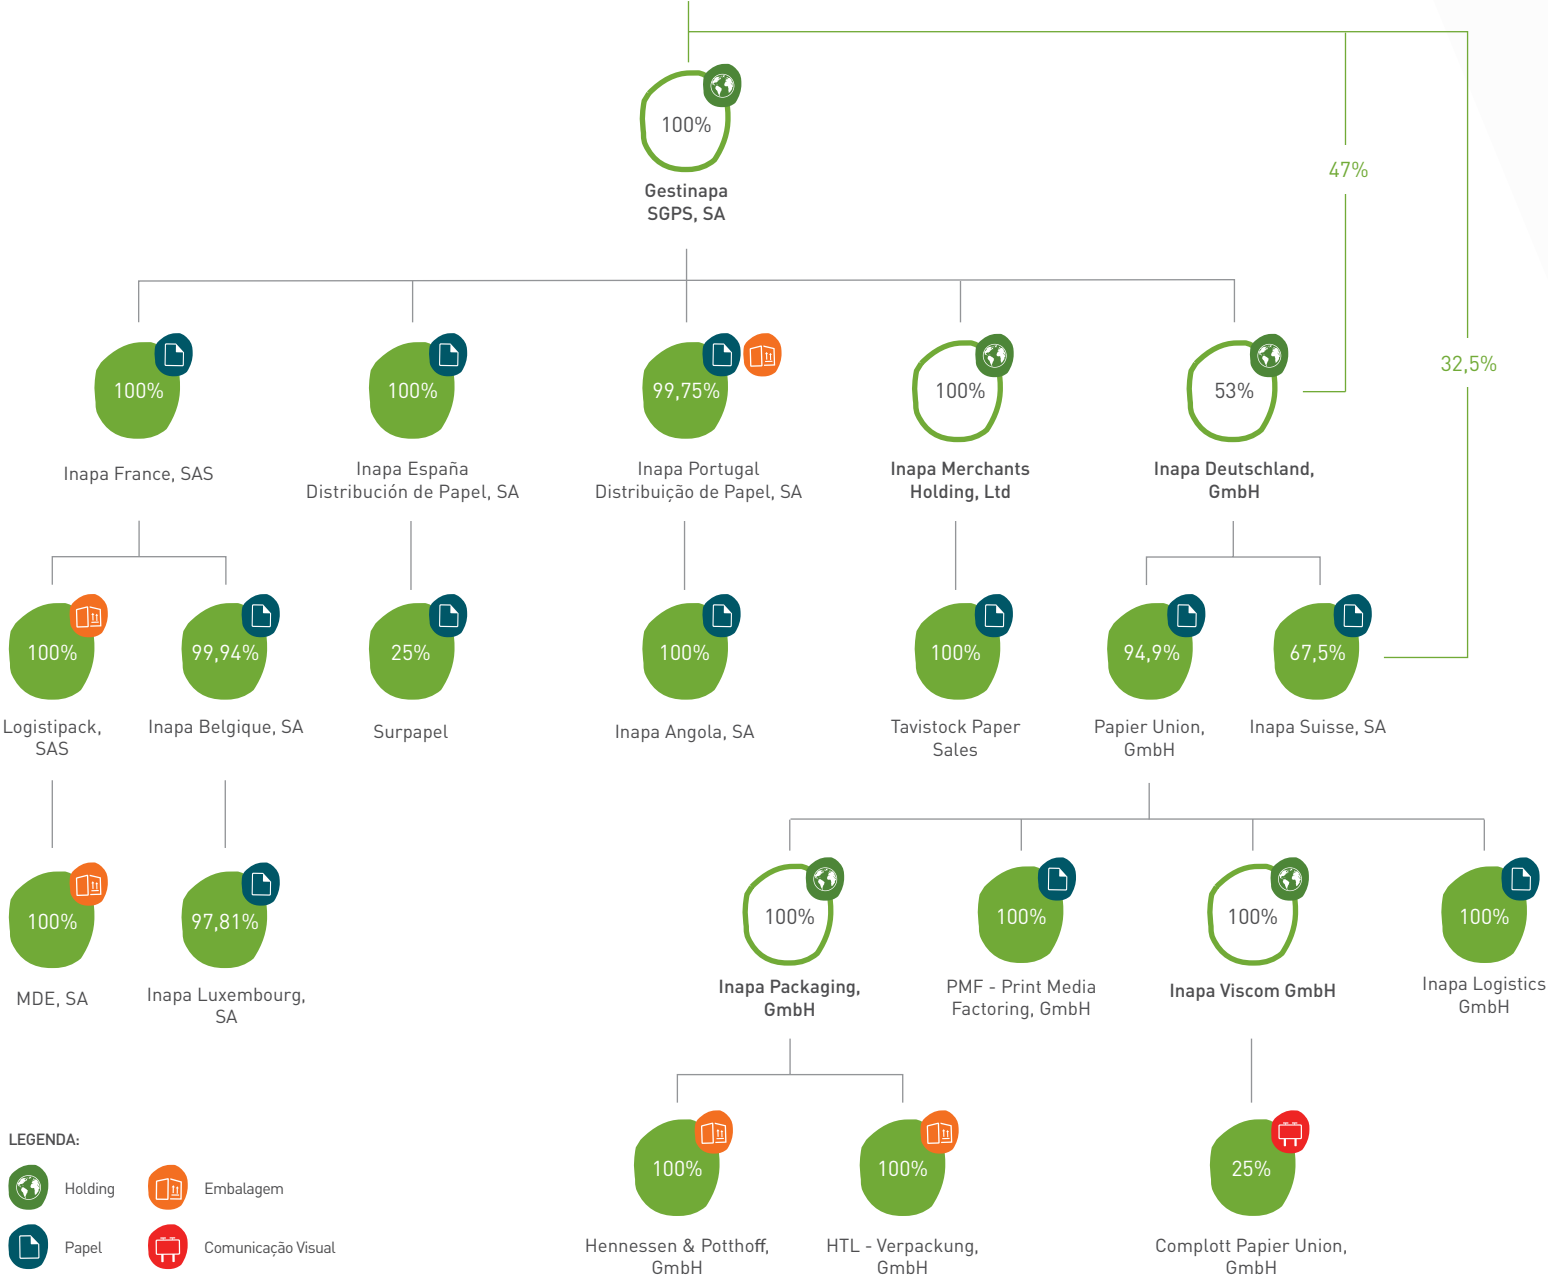 100%
Gestinapa
SGPS, SA
47%
32,5%
100%
Inapa France, SAS
100%
Inapa España
Distribución de Papel, SA
99,75%
Inapa Portugal
Distribuição de Papel, SA
100%
Inapa Merchants
Holding, Ltd
53%
Inapa Deutschland,
GmbH
100%
Logistipack,
SAS
99,94%
Inapa Belgique, SA
25%
Surpapel
100%
Inapa Angola, SA
100%
Tavistock Paper
Sales
94,9%
Papier Union,
GmbH
67,5%
Inapa Suisse, SA
100%
MDE, SA
97,81%
Inapa Luxembourg,
SA
100%
Inapa Packaging,
GmbH
100%
PMF - Print Media
Factoring, GmbH
100%
Inapa Viscom GmbH
100%
Inapa Logistics
GmbH
100%
Hennessen & Potthoff,
GmbH
100%
HTL - Verpackung,
GmbH
25%
Complott Papier Union,
GmbH
LEGENDA:
Holding
Embalagem
Papel
Comunicação Visual